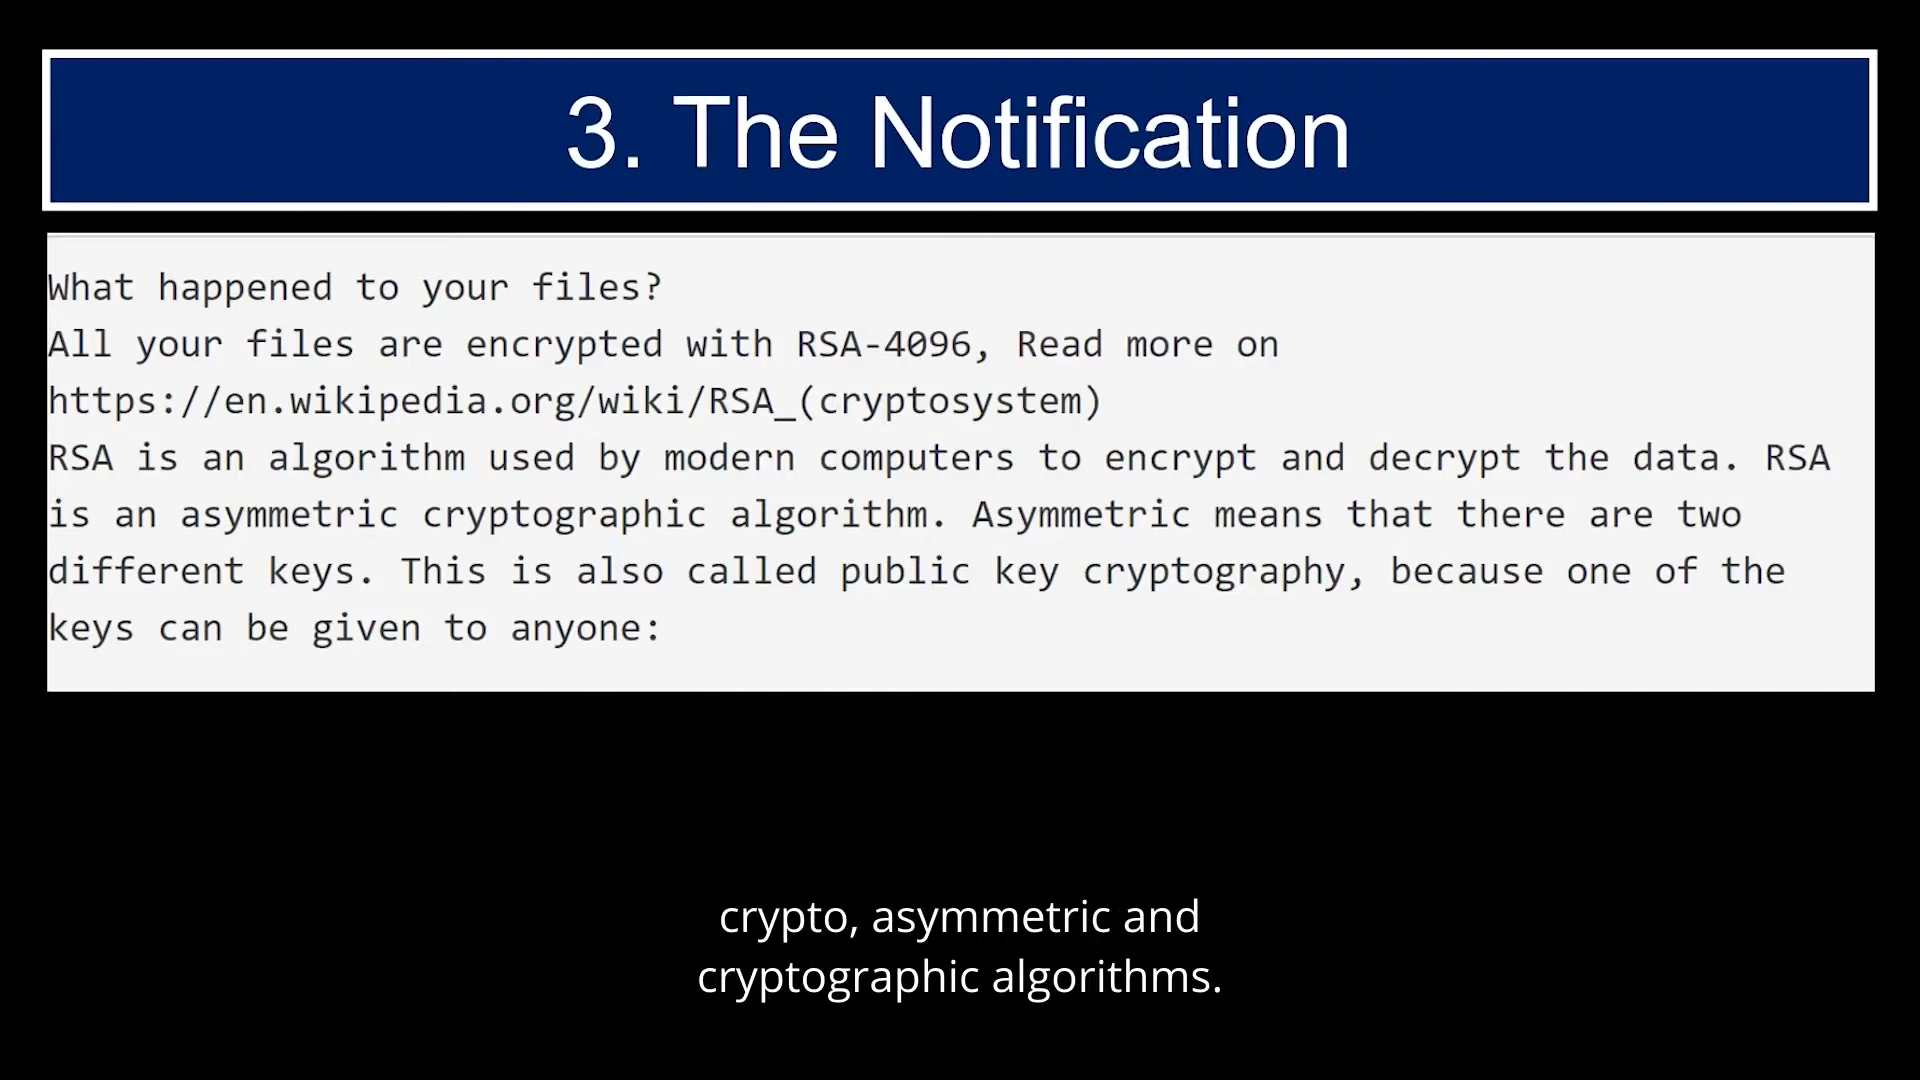 3. The Notification
What happened to your files?
All your files are encrypted with RSA-4096, Read more on
https://en.wikipedia.org/wiki/RSA_(cryptosystem)
RSA is an algorithm used by modern computers to encrypt and decrypt the data. RSA
is an asymmetric cryptographic algorithm. Asymmetric means that there are two
different keys. This is also called public key cryptography, because one of the
keys can be given to anyone:
crypto, asymmetric and
cryptographic algorithms.